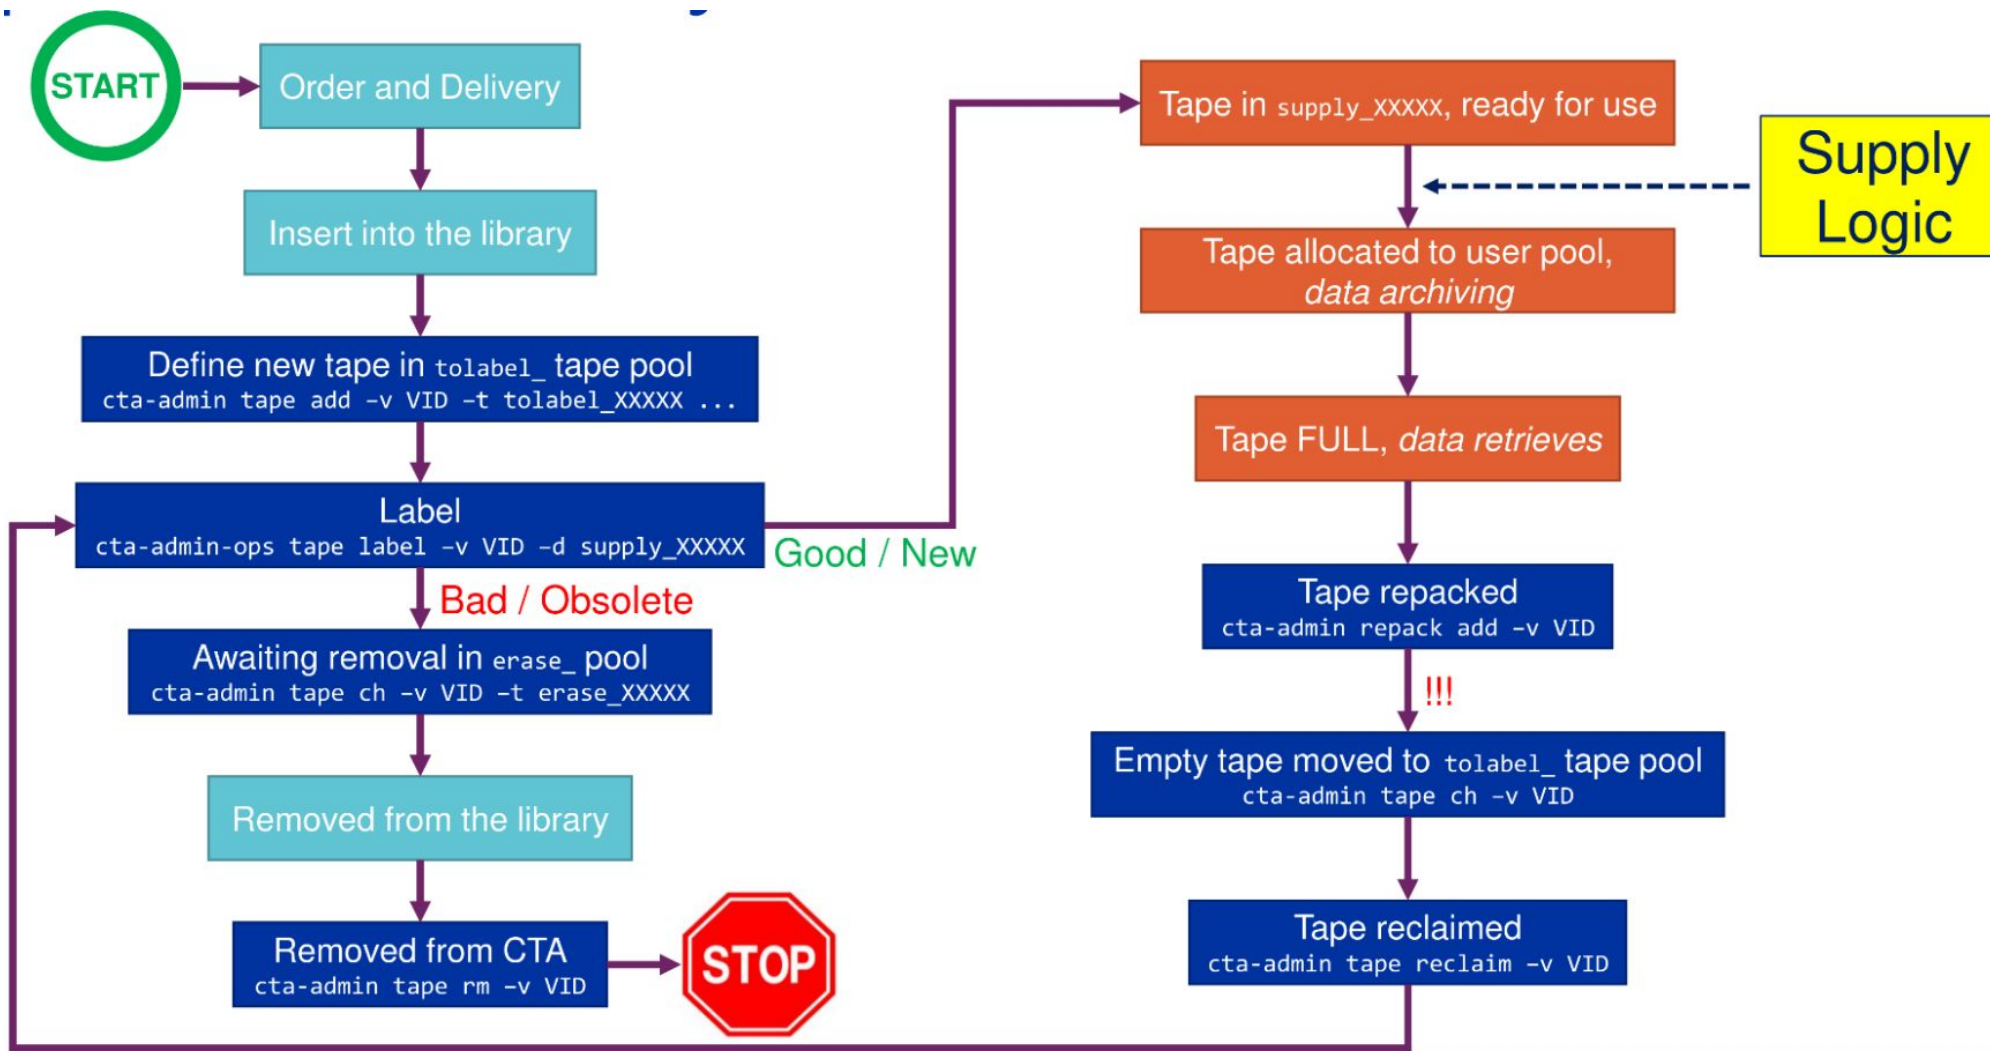 START
Order and Delivery
Insert into the library
Define new tape in tolabel_ tape pool
cta-admin tape add –v VID –t tolabel_XXXXX ...
Label
cta-admin-ops tape label –v VID –d supply_XXXXX
Good / New
Bad / Obsolete
Awaiting removal in erase_ pool
cta-admin tape ch –v VID –t erase_XXXXX
Removed from the library
Removed from CTA
cta-admin tape rm –v VID
STOP
Tape in supply_XXXXX, ready for use
Supply
Logic
Tape allocated to user pool,
data archiving
Tape FULL, data retrieves
Tape repacked
cta-admin repack add –v VID
!!!
Empty tape moved to tolabel_ tape pool
cta-admin tape ch –v VID
Tape reclaimed
cta-admin tape reclaim –v VID